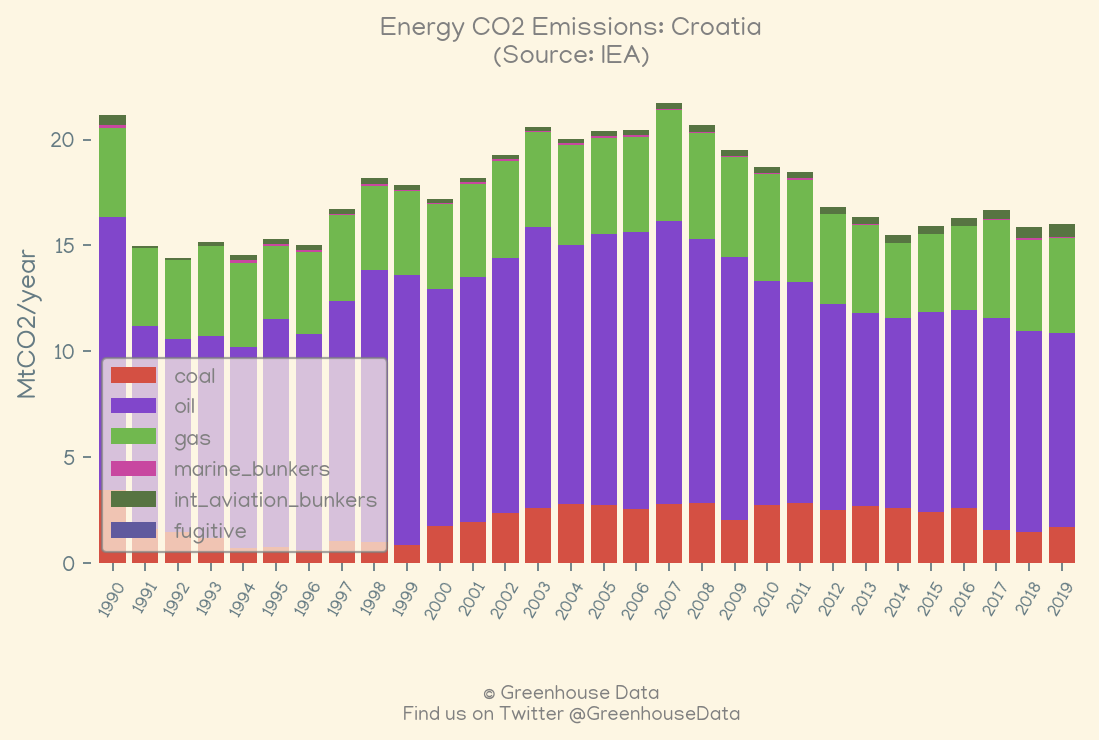 Energy CO2 Emissions: Croatia
(Source: IEA)
MtCO2/year
20
15
10
5
0
coal
oil
gas
marine_bunkers
int_aviation_bunkers
fugitive
1990 1991 1992 1993 1994 1995 1996 1997 1998 1999 2000 2001 2002 2003 2004 2005 2006 2007 2008 2009 2010 2011 2012 2013 2014 2015 2016 2017 2018 2019
© Greenhouse Data
Find us on Twitter @GreenhouseData